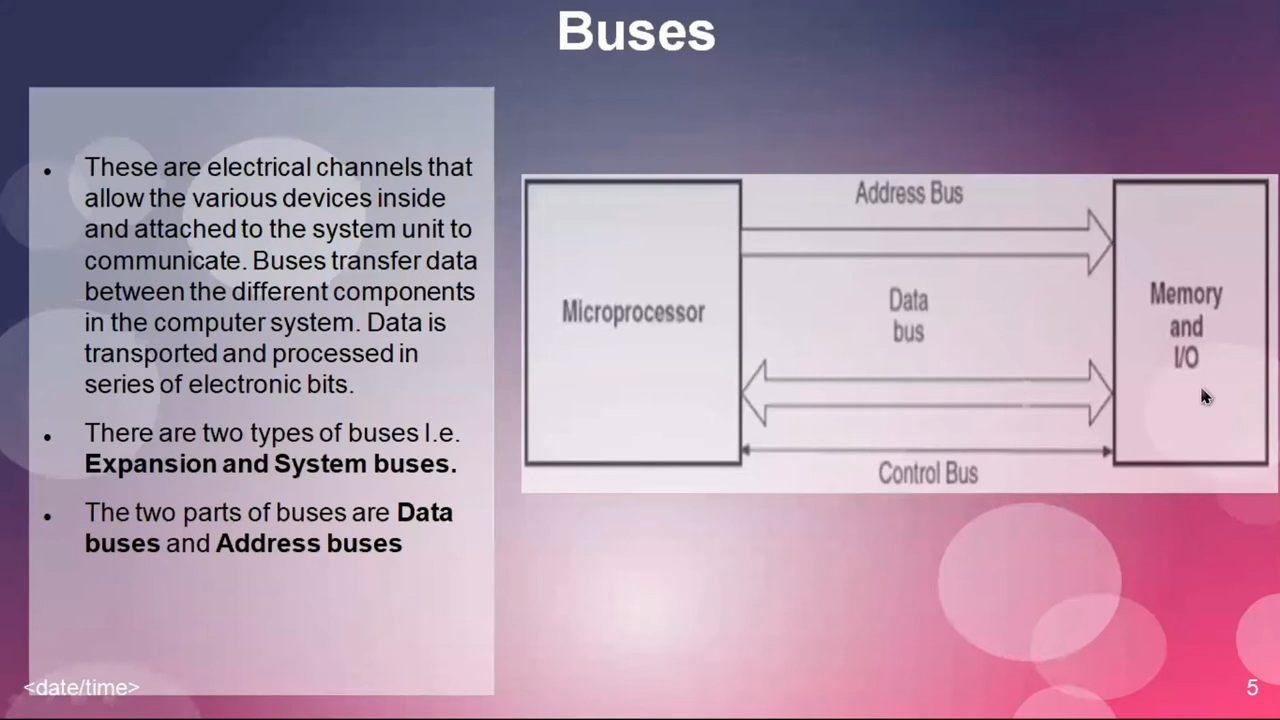 Buses
• These are electrical channels that
allow the various devices inside
and attached to the system unit to
communicate. Buses transfer data
between the different components
in the computer system. Data is
transported and processed in
series of electronic bits.
• There are two types of buses I.e.
Expansion and System buses.
• The two parts of buses are Data
buses and Address buses
Microprocessor
Address Bus
Data
bus
Control Bus
Memory
and
I/O
<date/time>
5